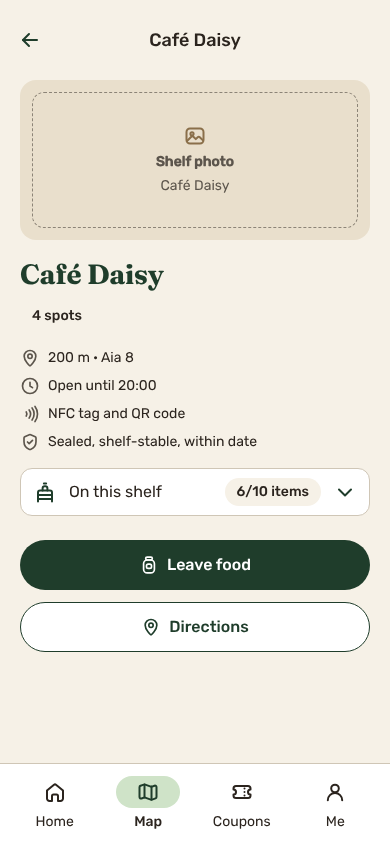 Café Daisy
Shelf photo
Café Daisy
Café Daisy
4 spots
200 m • Aia 8
Open until 20:00
NFC tag and QR code
Sealed, shelf-stable, within date
On this shelf 6/10 items
Leave food
Directions
Home Map Coupons Me